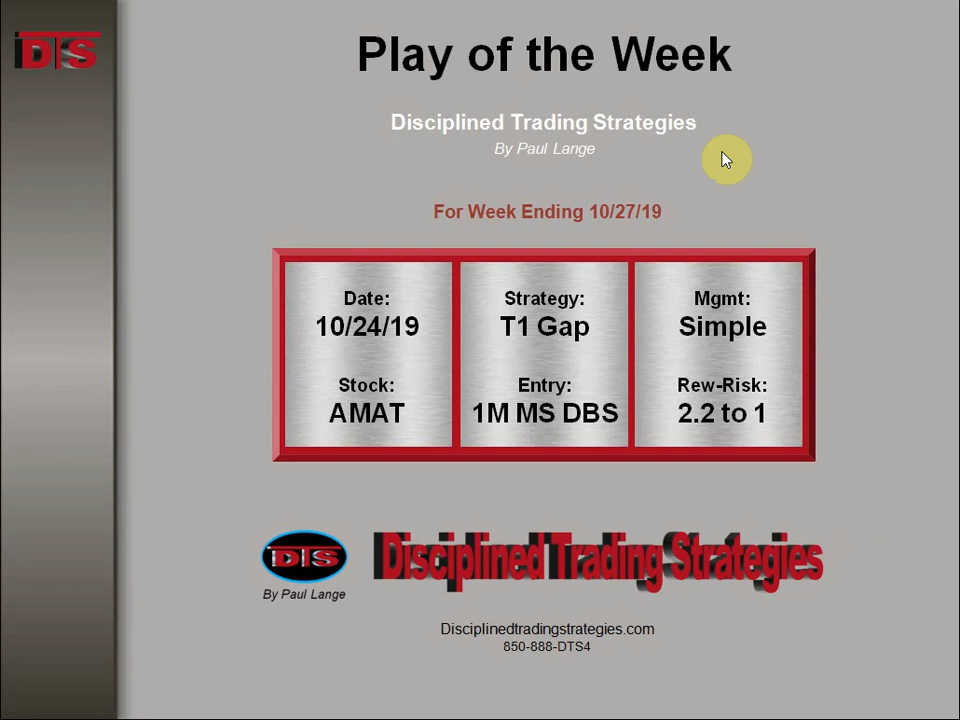 DTS
Play of the Week
Disciplined Trading Strategies
By Paul Lange
For Week Ending 10/27/19
Date:
10/24/19
Stock:
AMAT
Strategy:
T1 Gap
Entry:
1M MS DBS
Mgmt:
Simple
Rew-Risk:
2.2 to 1
DTS
By Paul Lange
Disciplined Trading Strategies
Disciplinedtradingstrategies.com
850-888-DTS4